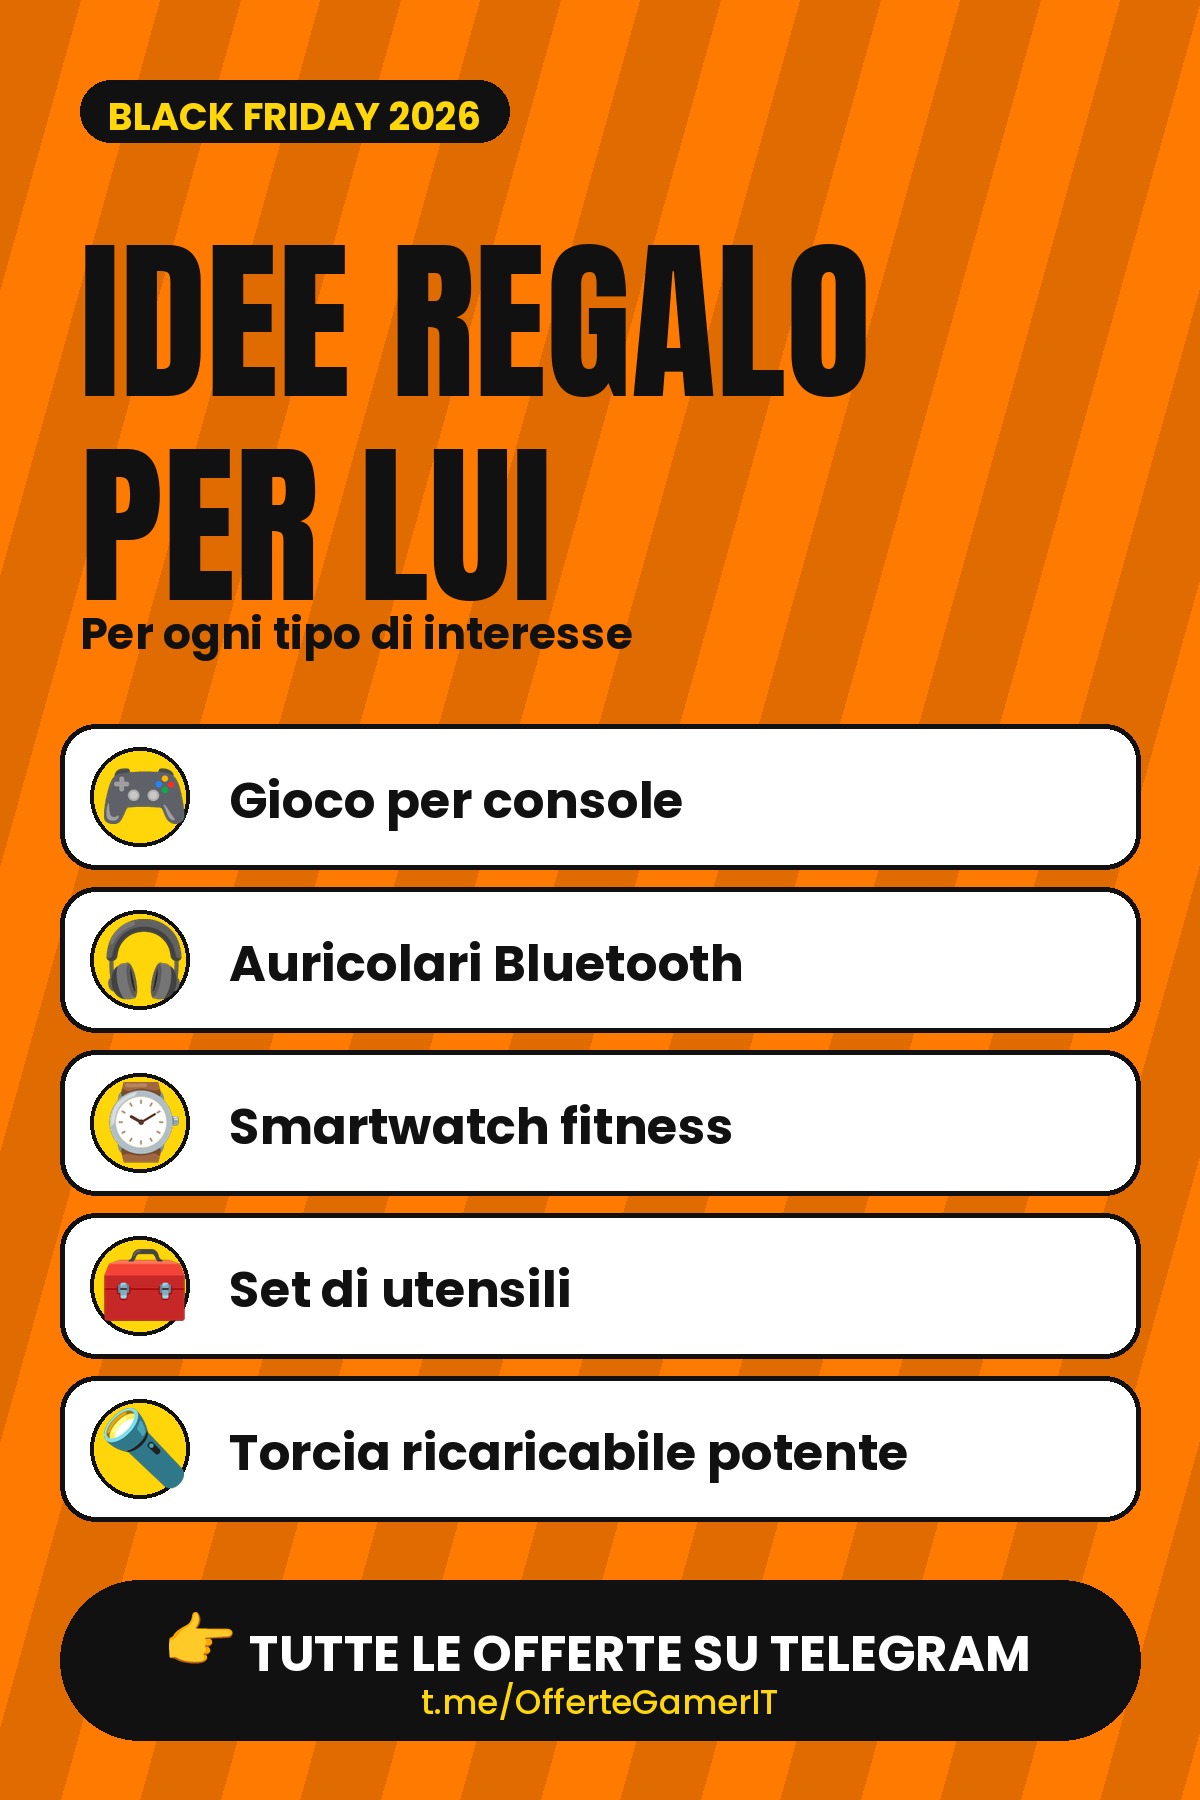 BLACK FRIDAY 2026
IDEE REGALO
PER LUI
Per ogni tipo di interesse
Gioco per console
Auricolari Bluetooth
Smartwatch fitness
Set di utensili
Torcia ricaricabile potente
TUTTE LE OFFERTE SU TELEGRAM
t.me/OfferteGamerIT